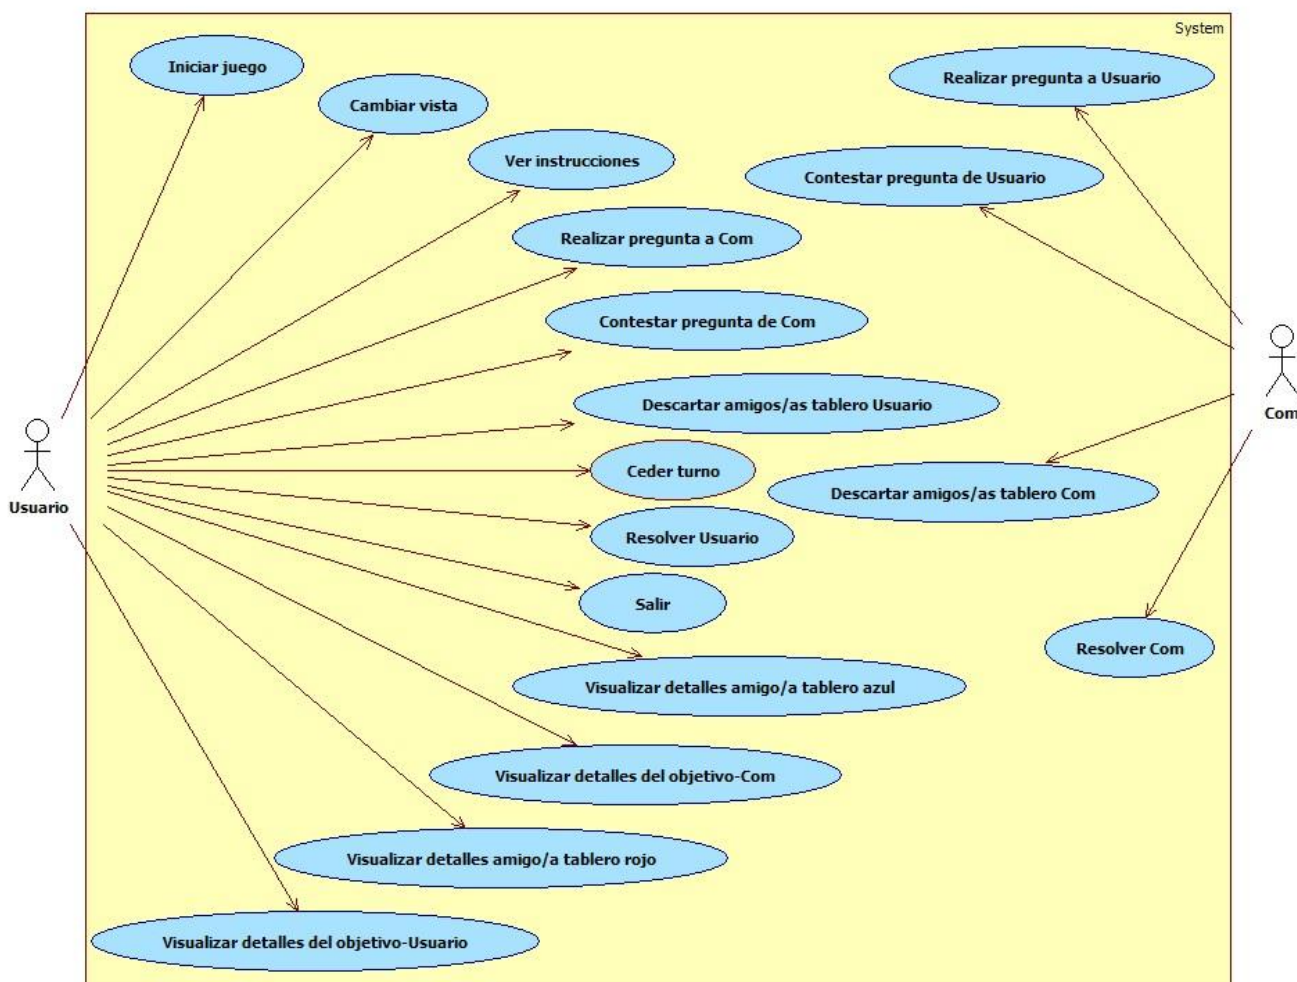 System
Iniciar juego
Realizar pregunta a Usuario
Cambiar vista
Ver instrucciones
Contestar pregunta de Usuario
Realizar pregunta a Com
Contestar pregunta de Com
Descartar amigos/as tablero Usuario
Com
Ceder turno
Descartar amigos/as tablero Com
Usuario
Resolver Usuario
Salir
Resolver Com
Visualizar detalles amigo/a tablero azul
Visualizar detalles del objetivo-Com
Visualizar detalles amigo/a tablero rojo
Visualizar detalles del objetivo-Usuario